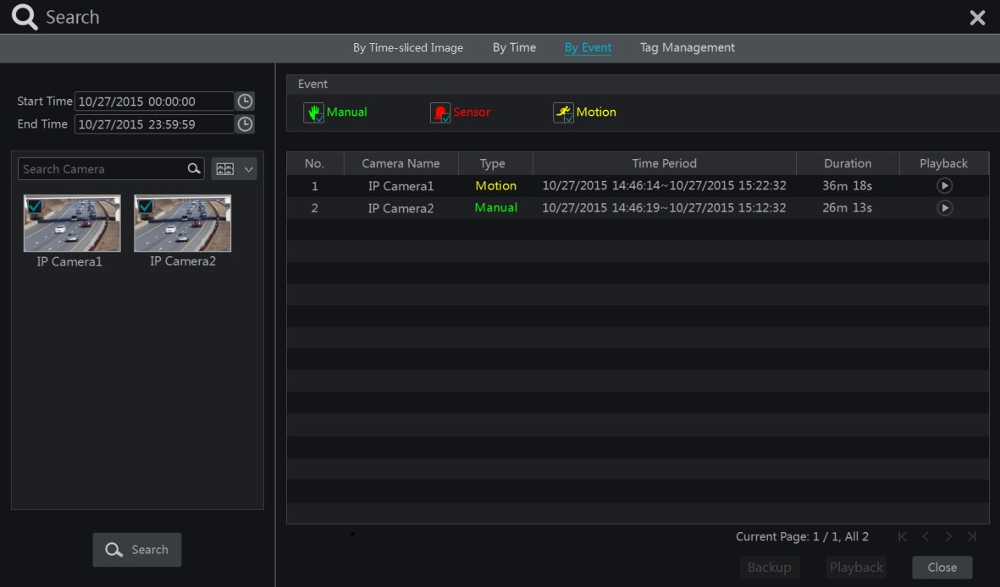 Search
By Time-sliced Image By Time By Event Tag Management
Start Time 10/27/2015 00:00:00
End Time 10/27/2015 23:59:59
Search Camera
IP Camera1 IP Camera2
Search
Event
Manual Sensor Motion
No. Camera Name Type Time Period Duration Playback
1 IP Camera1 Motion 10/27/2015 14:46:14~10/27/2015 15:22:32 36m 18s
2 IP Camera2 Manual 10/27/2015 14:46:19~10/27/2015 15:12:32 26m 13s
Current Page: 1 / 1, All 2
Backup Playback Close